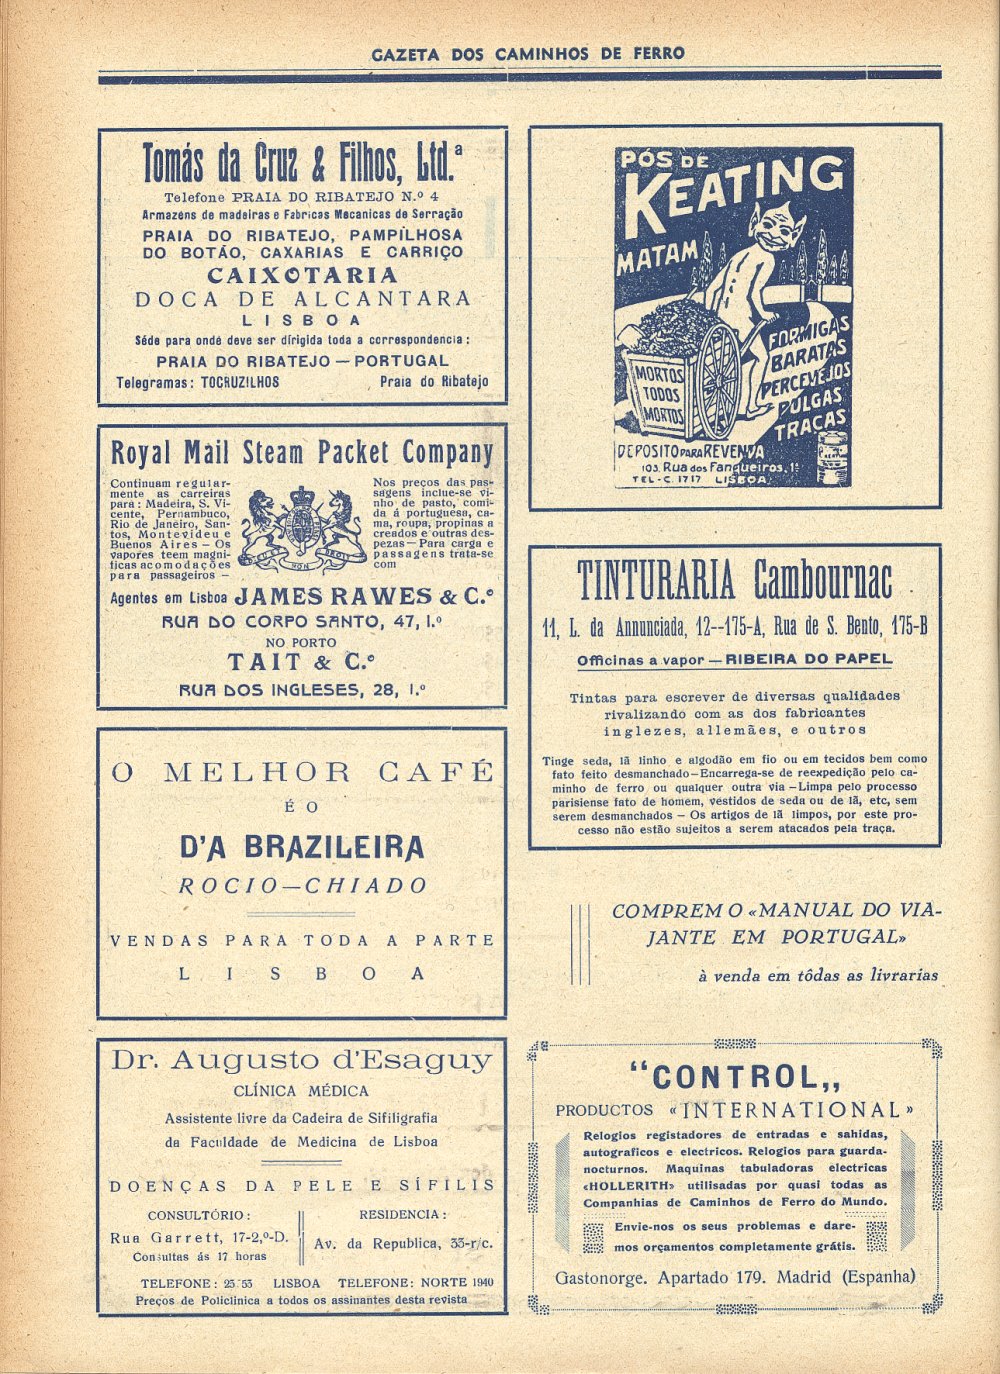 GAZETA DOS CAMINHOS DE FERRO
Tomás da Cruz & Filhos, Ltd.ª
Telefone PRAIA DO RIBATEJO N.º 4
Armazens de madeiras e Fabricas Mecanicas de Serração
PRAIA DO RIBATEJO, PAMPILHOSA
DO BOTÁO, CAXARIAS E CARRIÇO
CAIXOTARIA
DOCA DE ALCANTARA
LISBOA
Séde para onde deve ser dirigida toda a correspondencia:
PRAIA DO RIBATEJO — PORTUGAL
Telegramas: TOCRUZILHOS Praia do Ribatejo
Royal Mail Steam Packet Company
Continuam regular-
mente as carreiras
para: Madeira, S. Vi-
cente, Pernambuco,
Rio de Janeiro, San-
tos, Montevideu e
Buenos Aires — Os
vapores teem magni-
ficas acomodações
para passageiros —
DIEU ET MON DROIT
Nos preços das pas-
sagens inclue-se vi-
nho de pasto, comi-
da á portuguesa, ca-
ma, roupa, propinas a
creados e outras des-
pezas — Para carga e
passagens trata-se
com
Agentes em Lisboa JAMES RAWES & C.º
RUA DO CORPO SANTO, 47, 1.º
NO PORTO
TAIT & C.º
RUA DOS INGLESES, 28, 1.º
O MELHOR CAFÉ
É O
D'A BRAZILEIRA
ROCIO—CHIADO
VENDAS PARA TODA A PARTE
LISBOA
Dr. Augusto d'Esaguy
CLÍNICA MÉDICA
Assistente livre da Cadeira de Sifiligrafia
da Faculdade de Medicina de Lisboa
DOENÇAS DA PELE E SÍFILIS
CONSULTÓRIO:
Rua Garrett, 17-2,º-D.
Consultas ás 17 horas
RESIDENCIA:
Av. da Republica, 33-r/c.
TELEFONE: LISBOA TELEFONE: NORTE 1940
Preços de Policlinica a todos os assinantes desta revista
PÓS DE
KEATING
MATAM
FORMIGAS
BARATAS
PERCEVEJOS
PULGAS
TRAÇAS
MORTOS
TODOS
MORTOS
DEPOSITO PARA REVENDA
103, Rua dos Fanqueiros, 1º
TEL-C. 1717 LISBOA
TINTURARIA Cambournac
11, L. da Annunciada, 12--175-A, Rua de S. Bento, 175-B
Officinas a vapor — RIBEIRA DO PAPEL
Tintas para escrever de diversas qualidades
rivalizando com as dos fabricantes
inglezes, allemães, e outros
Tinge seda, lã linho e algodão em fio ou em tecidos bem como
fato feito desmanchado — Encarrega-se de reexpedição pelo ca-
minho de ferro ou qualquer outra via — Limpa pelo processo
parisiense fato de homem, vestidos de seda ou de lã, etc, sem
serem desmanchados — Os artigos de lã limpos, por este pro-
cesso não estão sujeitos a serem atacados pela traça.
COMPREM O «MANUAL DO VIA-
JANTE EM PORTUGAL»
à venda em tôdas as livrarias
“CONTROL„
PRODUCTOS «INTERNATIONAL»
Relogios registadores de entradas e sahidas,
autograficos e electricos. Relogios para guarda-
nocturnos. Maquinas tabuladoras electricas
«HOLLERITH» utilisadas por quasi todas as
Companhias de Caminhos de Ferro do Mundo.
Envie-nos os seus problemas e dare-
mos orçamentos completamente grátis.
Gastonorge. Apartado 179. Madrid (Espanha)